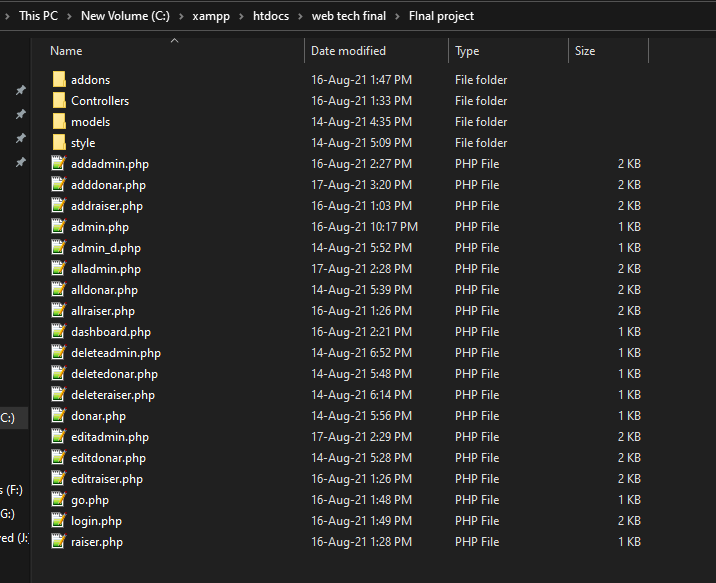 This PC > New Volume (C:) > xampp > htdocs > web tech final > FInal project
Name Date modified Type Size
addons 16-Aug-21 1:47 PM File folder
Controllers 16-Aug-21 1:33 PM File folder
models 14-Aug-21 4:35 PM File folder
style 14-Aug-21 5:09 PM File folder
addadmin.php 16-Aug-21 2:27 PM PHP File 2 KB
adddonar.php 17-Aug-21 3:20 PM PHP File 2 KB
addraiser.php 16-Aug-21 1:03 PM PHP File 2 KB
admin.php 16-Aug-21 10:17 PM PHP File 1 KB
admin_d.php 14-Aug-21 5:52 PM PHP File 1 KB
alladmin.php 17-Aug-21 2:28 PM PHP File 2 KB
alldonar.php 14-Aug-21 5:39 PM PHP File 2 KB
allraiser.php 16-Aug-21 1:26 PM PHP File 2 KB
dashboard.php 16-Aug-21 2:21 PM PHP File 1 KB
deleteadmin.php 14-Aug-21 6:52 PM PHP File 1 KB
deletedonar.php 14-Aug-21 5:48 PM PHP File 1 KB
deleteraiser.php 14-Aug-21 6:14 PM PHP File 1 KB
C:) donar.php 14-Aug-21 5:56 PM PHP File 1 KB
editadmin.php 17-Aug-21 2:29 PM PHP File 2 KB
editdonar.php 14-Aug-21 5:28 PM PHP File 2 KB
editraiser.php 16-Aug-21 1:26 PM PHP File 2 KB
s (F:) go.php 16-Aug-21 1:48 PM PHP File 1 KB
G:) login.php 16-Aug-21 1:49 PM PHP File 2 KB
ved (J: raiser.php 16-Aug-21 1:28 PM PHP File 1 KB